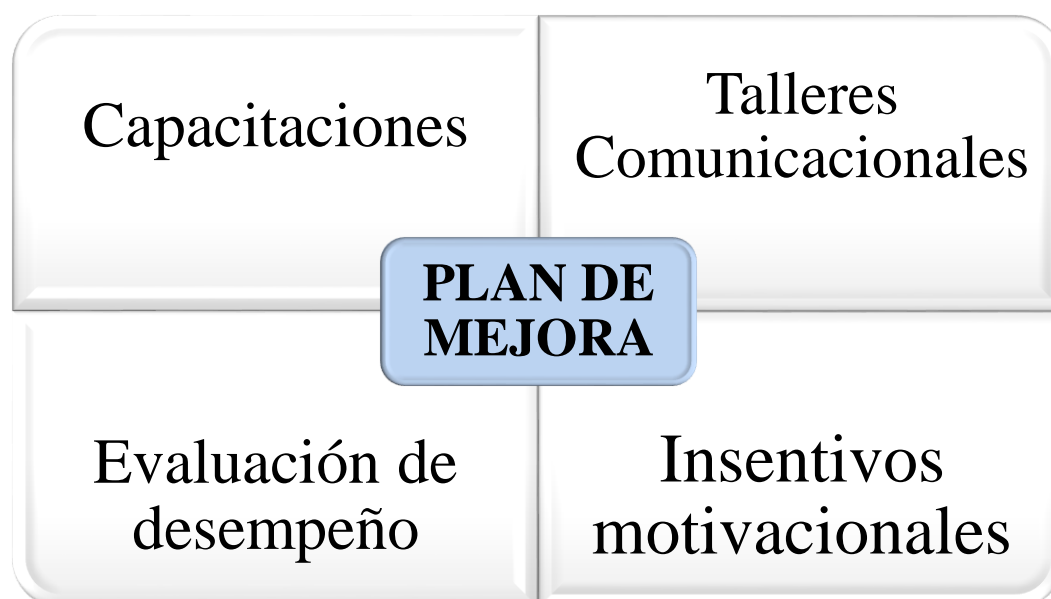 Capacitaciones
Talleres
Comunicacionales
PLAN DE
MEJORA
Evaluación de
desempeño
Insentivos
motivacionales